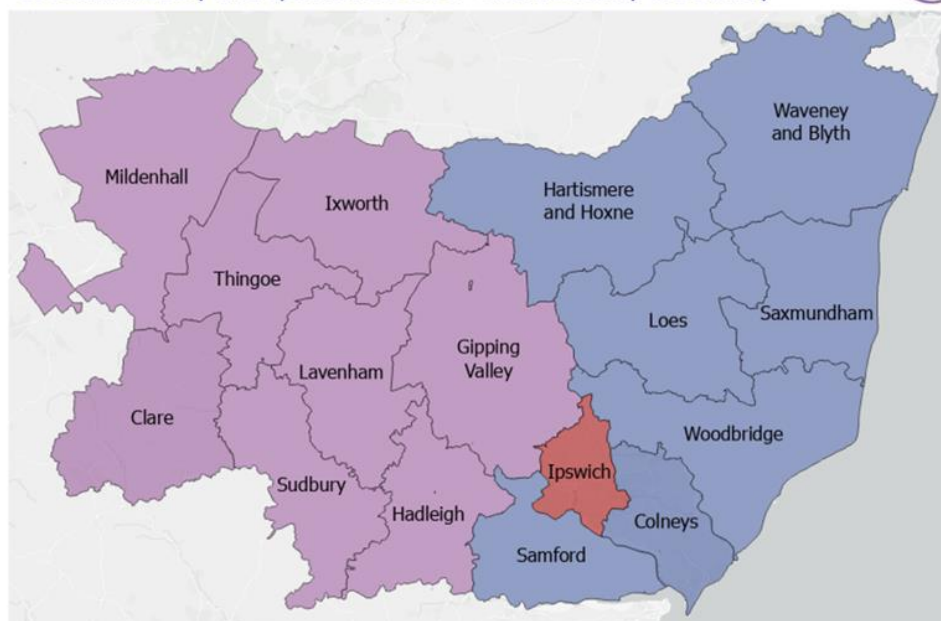 Waveney
and Blyth
Mildenhall
Ixworth
Hartismere
and Hoxne
Thingoe
Loes
Saxmundham
Gipping
Valley
Lavenham
Clare
Woodbridge
Ipswich
Sudbury
Hadleigh
Colneys
Samford